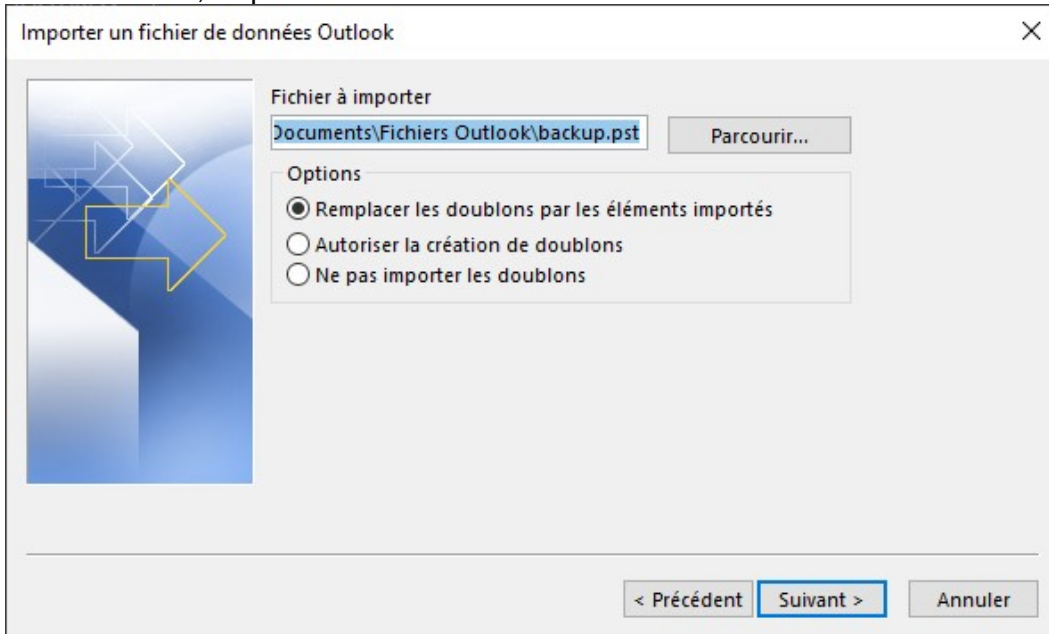 Importer un fichier de données Outlook
Fichier à importer
Documents\Fichiers Outlook\backup.pst
Parcourir...
Options
Remplacer les doublons par les éléments importés
Autoriser la création de doublons
Ne pas importer les doublons
< Précédent
Suivant >
Annuler